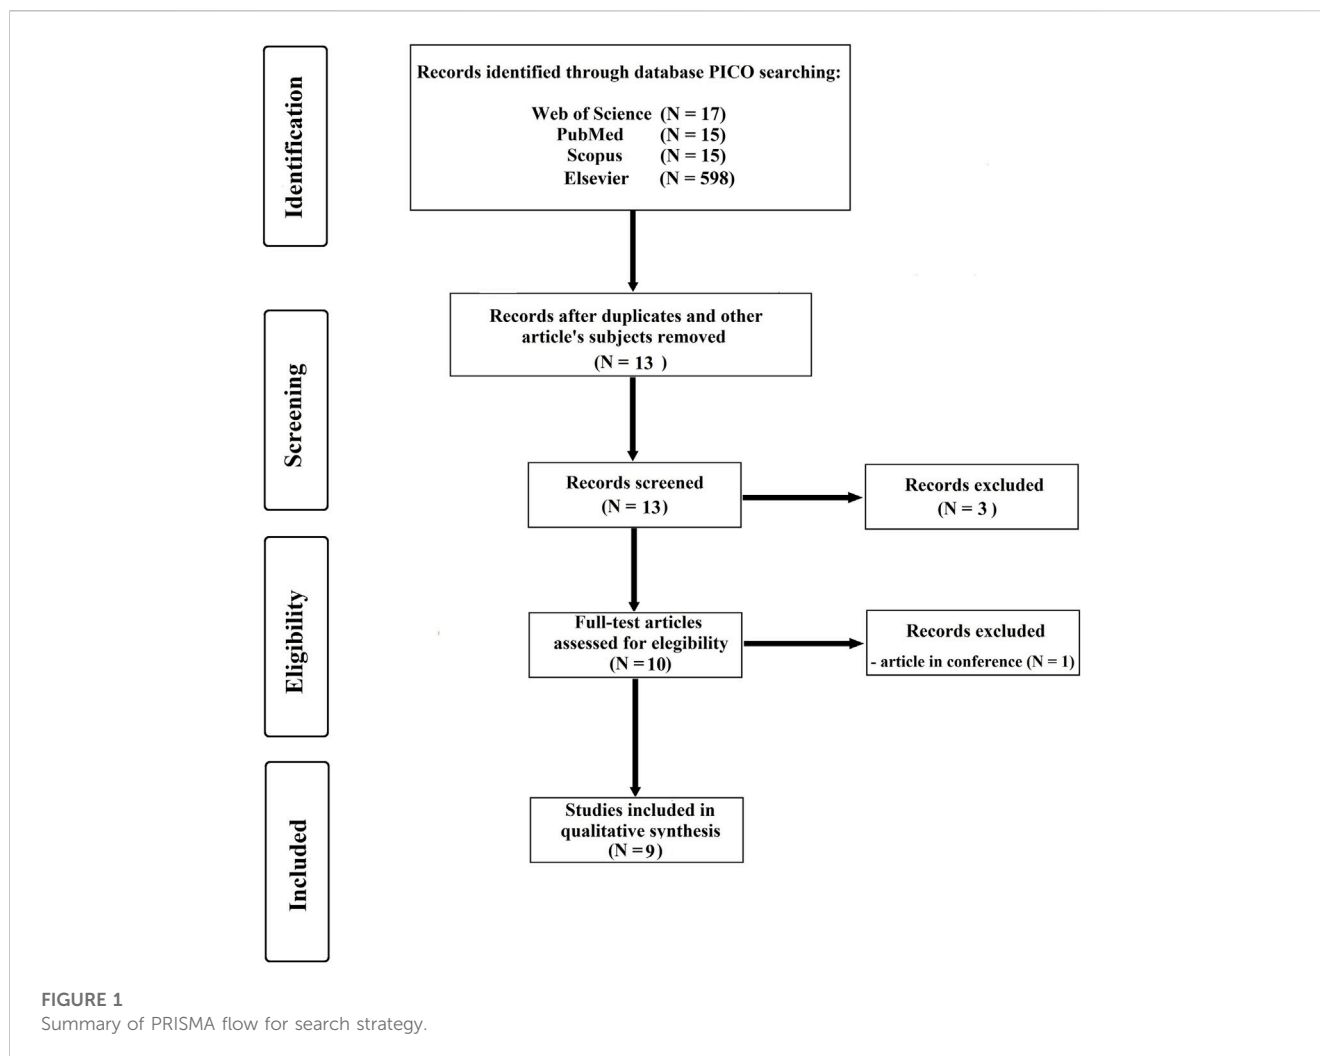 Identification
Records identified through database PICO searching:
Web of Science (N = 17)
PubMed (N = 15)
Scopus (N = 15)
Elsevier (N = 598)
Screening
Records after duplicates and other
article's subjects removed
(N = 13 )
Records screened
(N = 13)
Records excluded
(N = 3 )
Eligibility
Full-test articles
assessed for elegibility
(N = 10)
Records excluded
- article in conference (N = 1)
Included
Studies included in
qualitative synthesis
(N = 9)
FIGURE 1
Summary of PRISMA flow for search strategy.